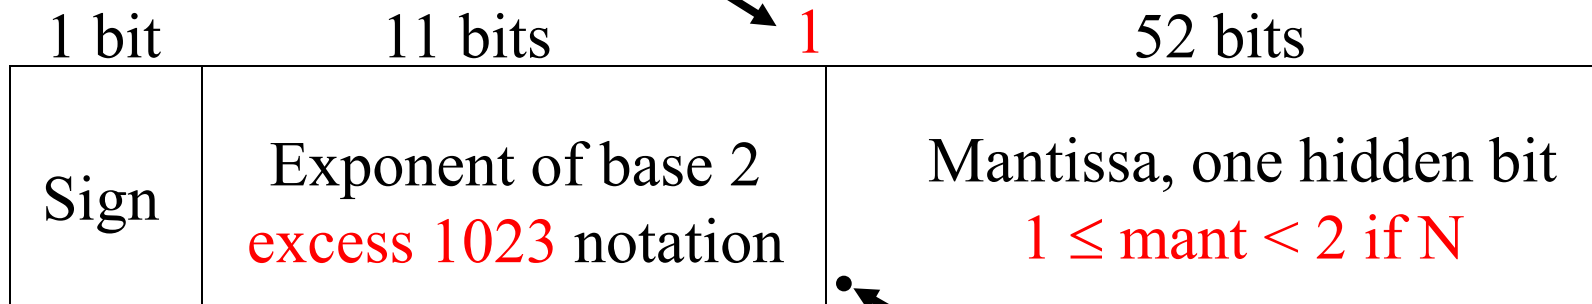 1 bit 11 bits 1 52 bits
Sign
Exponent of base 2
excess 1023 notation
Mantissa, one hidden bit
1 ≤ mant < 2 if N